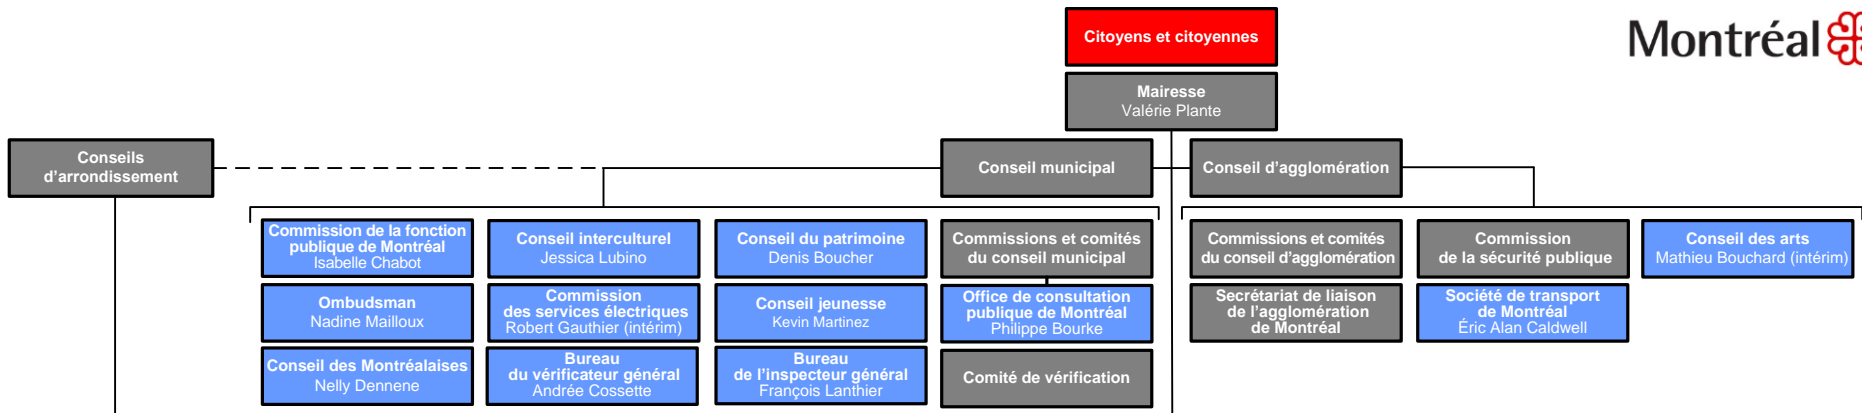 Citoyens et citoyennes
Montréal
Mairesse
Valérie Plante
Conseils
d'arrondissement
Conseil municipal
Conseil d'agglomération
Commission de la fonction
publique de Montréal
Isabelle Chabot
Conseil interculturel
Jessica Lubino
Conseil du patrimoine
Denis Boucher
Commissions et comités
du conseil municipal
Commissions et comités
du conseil d'agglomération
Commission
de la sécurité publique
Conseil des arts
Mathieu Bouchard (intérim)
Ombudsman
Nadine Mailloux
Commission
des services électriques
Robert Gauthier (intérim)
Conseil jeunesse
Kevin Martinez
Office de consultation
publique de Montréal
Philippe Bourke
Secrétariat de liaison
de l'agglomération
de Montréal
Société de transport
de Montréal
Éric Alan Caldwell
Conseil des Montréalaises
Nelly Dennene
Bureau
du vérificateur général
Andrée Cossette
Bureau
de l'inspecteur général
François Lanthier
Comité de vérification